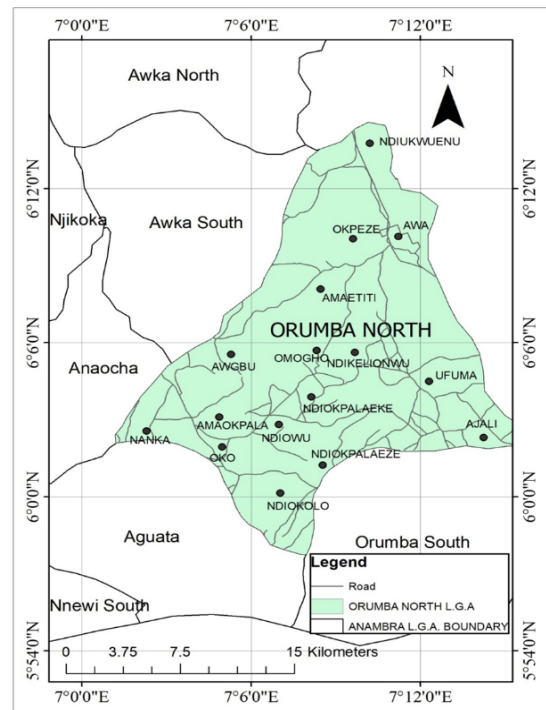 7°0'0"E
7°6'0"E
7°12'0"E
N
Awka North
NDIUKWUENU
6°12'0"N
6°12'0"N
Njikoka
Awka South
OKPEZE
AWA
AMAETITI
ORUMBA NORTH
6°6'0"N
6°6'0"N
Anaocha
AWGBU
OMOGHO
NDIKELIONWU
UFUMA
NDIOKPALAEKE
AMAOKPALA
NDIOWU
AJALI
NANKA
OKO
NDIOKPALAEZE
6°0'0"N
6°0'0"N
NDIOKOLO
Aguata
Orumba South
Legend
Road
ORUMBA NORTH L.G.A
ANAMBRA L.G.A. BOUNDARY
Nnewi South
0 3.75 7.5 15 Kilometers
5°54'0"N
5°54'0"N
7°0'0"E
7°6'0"E
7°12'0"E